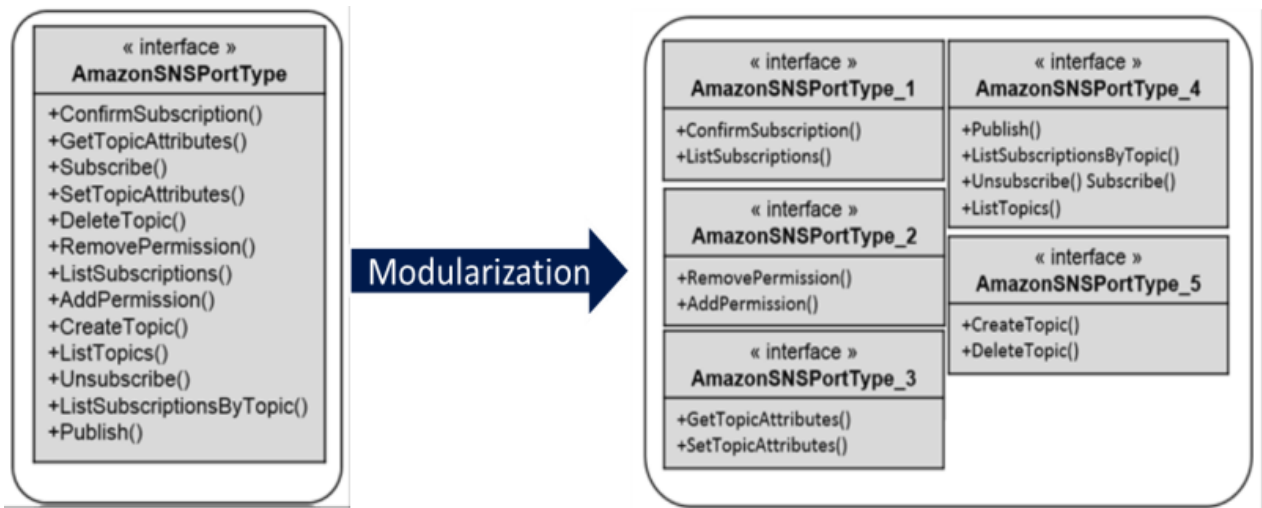 « interface »
AmazonSNSPortType
+ConfirmSubscription()
+GetTopicAttributes()
+Subscribe()
+SetTopicAttributes()
+DeleteTopic()
+RemovePermission()
+ListSubscriptions()
+AddPermission()
+CreateTopic()
+ListTopics()
+Unsubscribe()
+ListSubscriptionsByTopic()
+Publish()
Modularization
« interface »
AmazonSNSPortType_1
+ConfirmSubscription()
+ListSubscriptions()
« interface »
AmazonSNSPortType_2
+RemovePermission()
+AddPermission()
« interface »
AmazonSNSPortType_3
+GetTopicAttributes()
+SetTopicAttributes()
« interface »
AmazonSNSPortType_4
+Publish()
+ListSubscriptionsByTopic()
+Unsubscribe() Subscribe()
+ListTopics()
« interface »
AmazonSNSPortType_5
+CreateTopic()
+DeleteTopic()